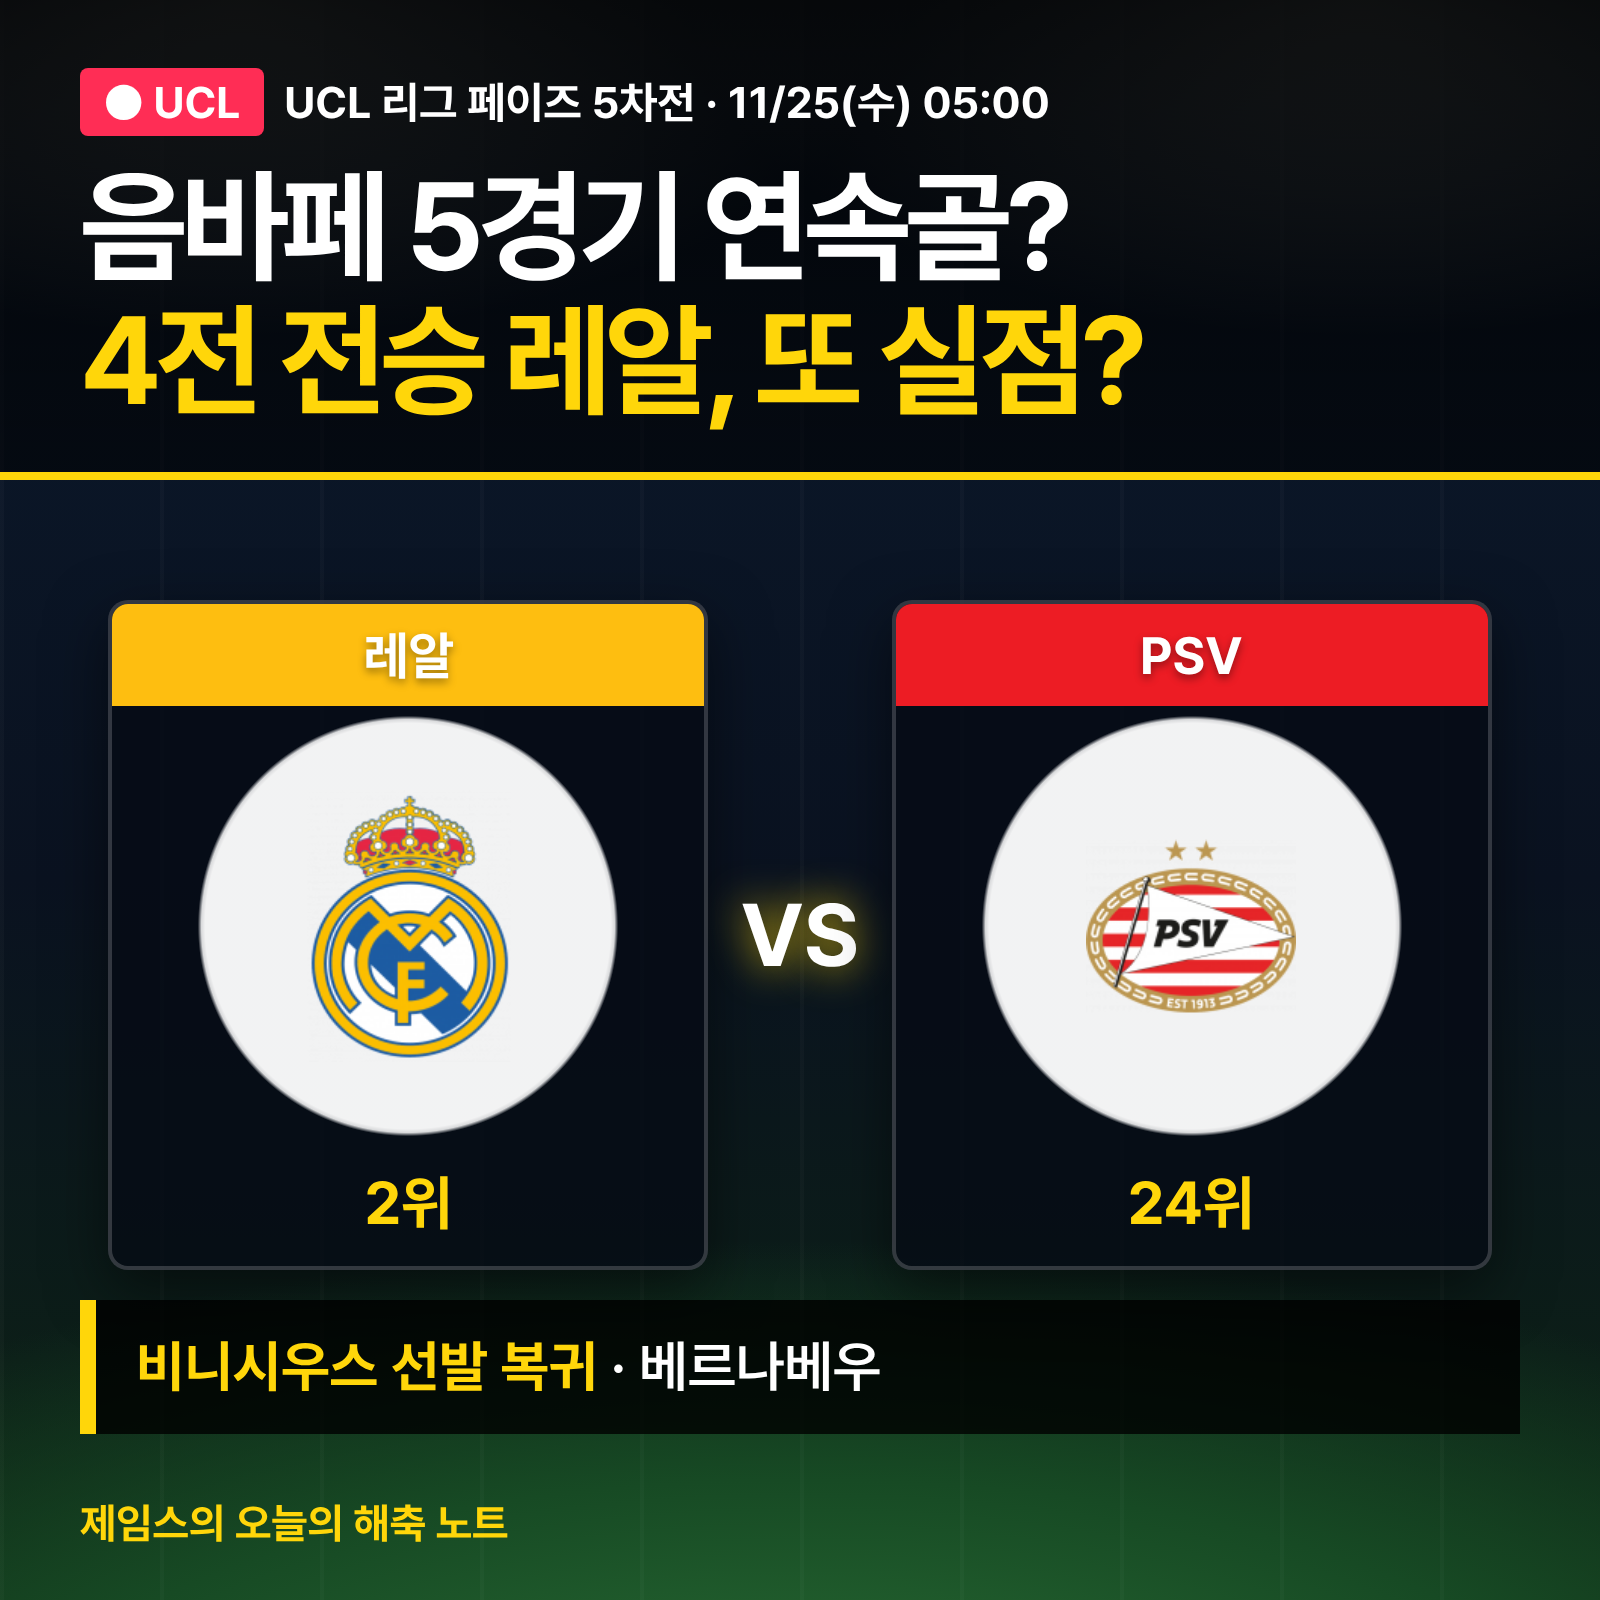 UCL UCL 리그 페이즈 5차전 · 11/25(수) 05:00
음바페 5경기 연속골?
4전 전승 레알, 또 실점?
레알
PSV
VS
PSV
EST 1913
2위
24위
비니시우스 선발 복귀 · 베르나베우
제임스의 오늘의 해축 노트